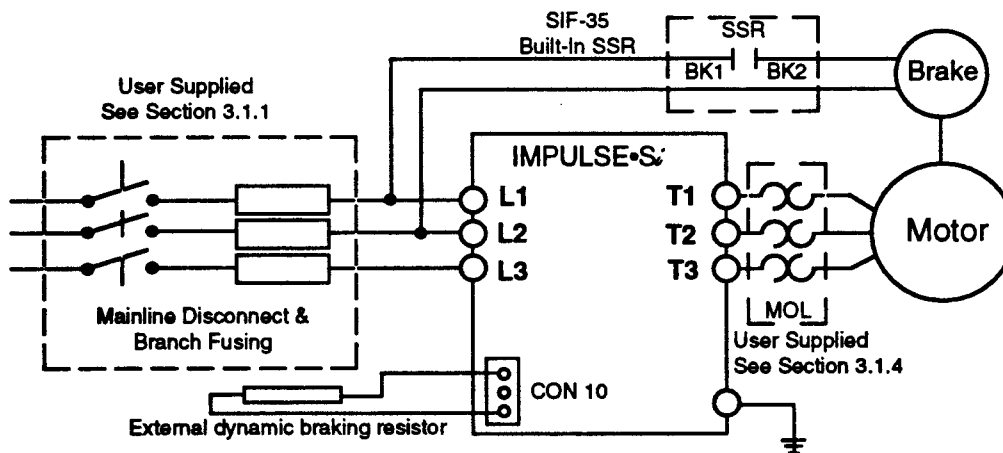 SIF-35
Built-In SSR
SSR
BK1
BK2
Brake
User Supplied
See Section 3.1.1
IMPULSE•Si
L1
L2
L3
T1
T2
T3
Motor
MOL
Mainline Disconnect &
Branch Fusing
User Supplied
See Section 3.1.4
CON 10
External dynamic braking resistor